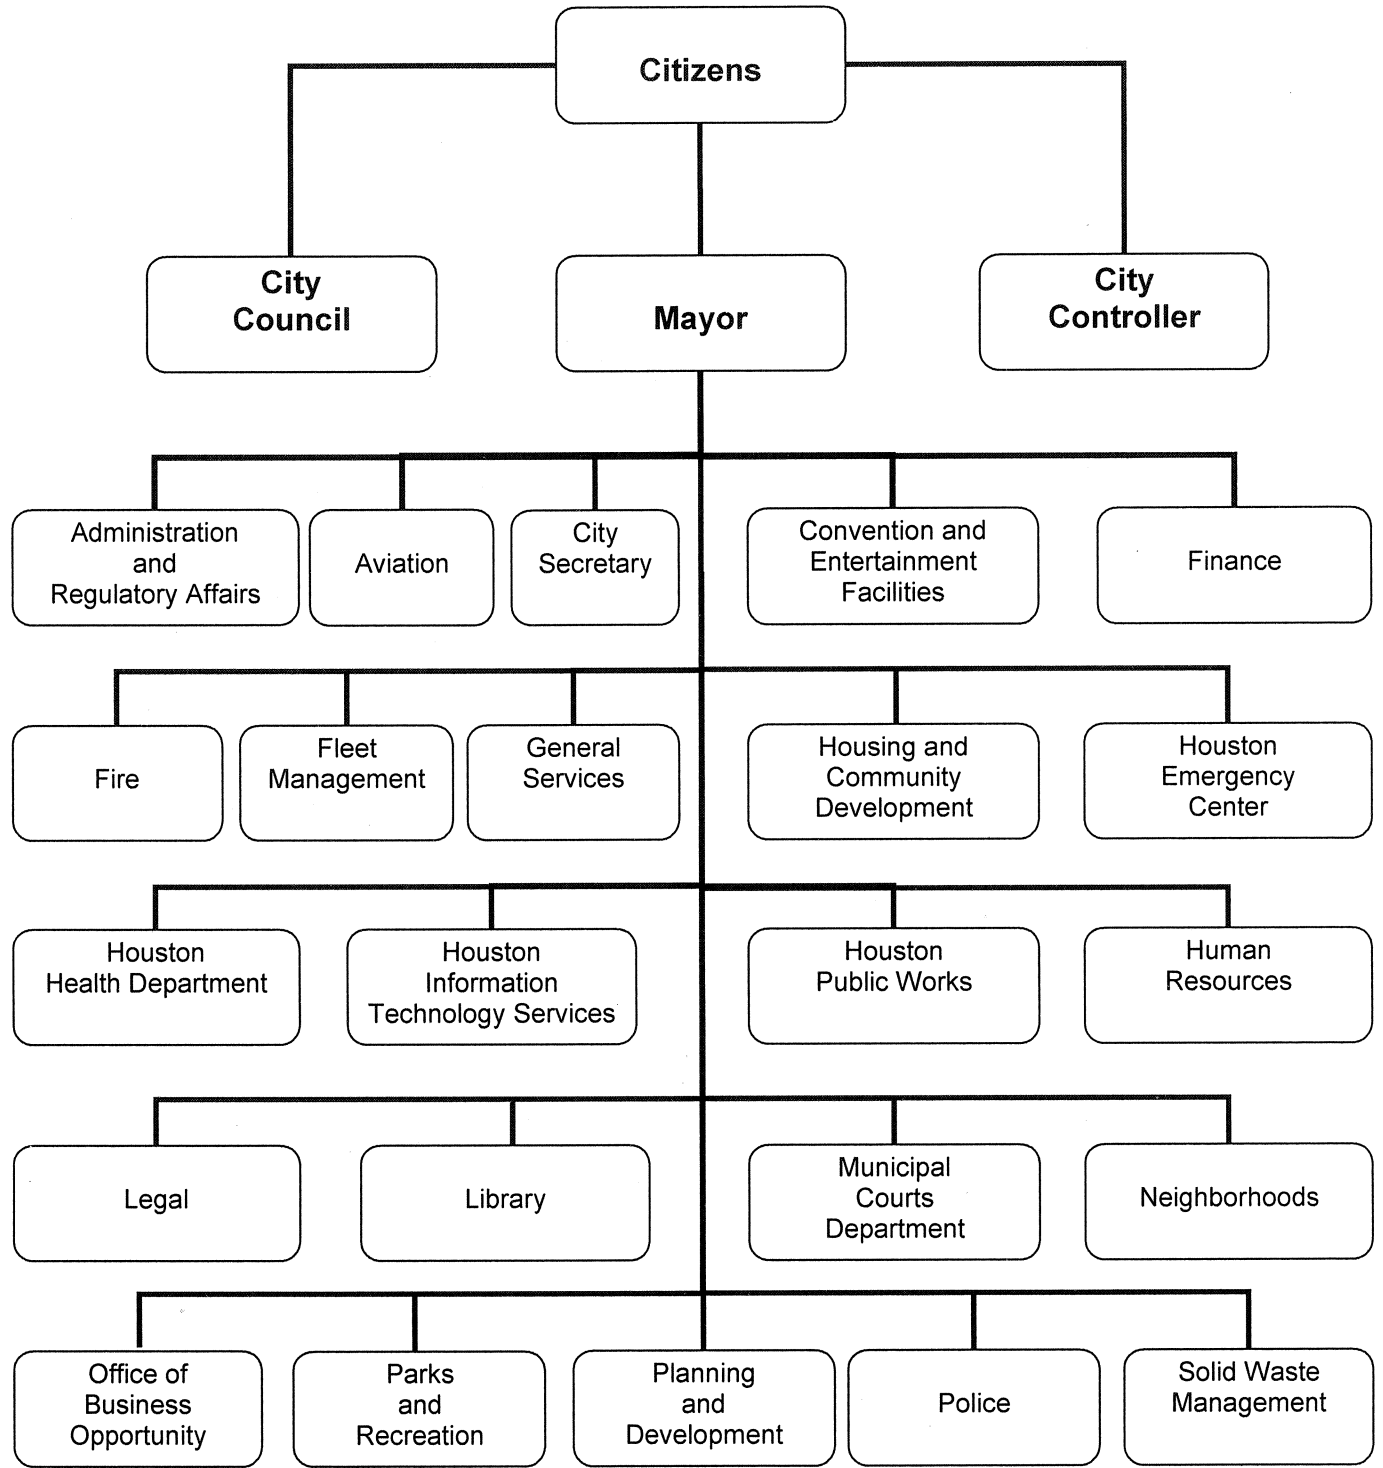 Citizens
City
Council
Mayor
City
Controller
Administration
and
Regulatory Affairs
Aviation
City
Secretary
Convention and
Entertainment
Facilities
Finance
Fire
Fleet
Management
General
Services
Housing and
Community
Development
Houston
Emergency
Center
Houston
Health Department
Houston
Information
Technology Services
Houston
Public Works
Human
Resources
Legal
Library
Municipal
Courts
Department
Neighborhoods
Office of
Business
Opportunity
Parks
and
Recreation
Planning
and
Development
Police
Solid Waste
Management